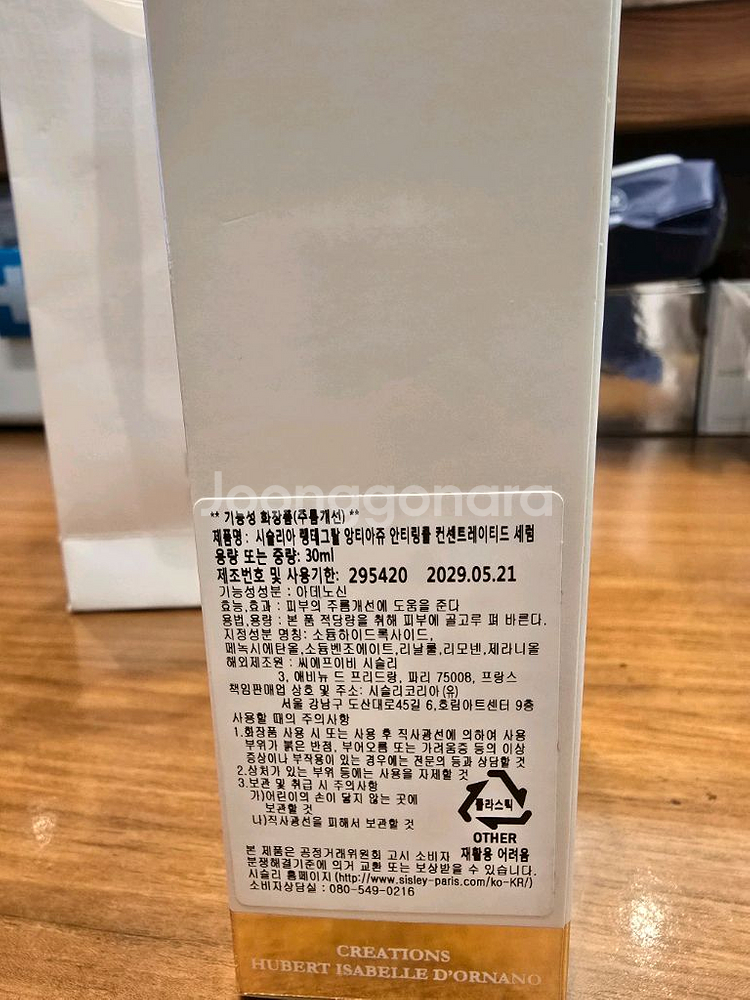 Joonggonara
** 기능성 화장품(주름개선) **
제품명 : 시슬리아 렝테그랄 앙티아쥬 안티링클 컨센트레이티드 세럼
용량 또는 중량: 30ml
제조번호 및 사용기한: 295420 2029.05.21
기능성성분 : 아데노신
효능,효과 : 피부의 주름개선에 도움을 준다
용법,용량 : 본 품 적당량을 취해 피부에 골고루 펴 바른다.
지정성분 명칭: 소듐하이드록사이드,
페녹시에탄올,소듐벤조에이트,리날룰,리모넨,제라니올
해외제조원 : 씨에프이비 시슬리
3, 애비뉴 드 프리드랑, 파리 75008, 프랑스
책임판매업 상호 및 주소: 시슬리코리아(유)
서울 강남구 도산대로45길 6,호림아트센터 9층
사용할 때의 주의사항
1.화장품 사용 시 또는 사용 후 직사광선에 의하여 사용
부위가 붉은 반점, 부어오름 또는 가려움증 등의 이상
증상이나 부작용이 있는 경우에는 전문의 등과 상담할 것
2.상처가 있는 부위 등에는 사용을 자제할 것
3.보관 및 취급 시 주의사항
가)어린이의 손이 닿지 않는 곳에
보관할 것
나)직사광선을 피해서 보관할 것
플라스틱
OTHER
재활용 어려움
본 제품은 공정거래위원회 고시 소비자
분쟁해결기준에 의거 교환 또는 보상받을 수 있습니다.
시슬리 홈페이지(http://www.sisley-paris.com/ko-KR/)
소비자상담실 : 080-549-0216
CREATIONS
HUBERT ISABELLE D'ORNANO